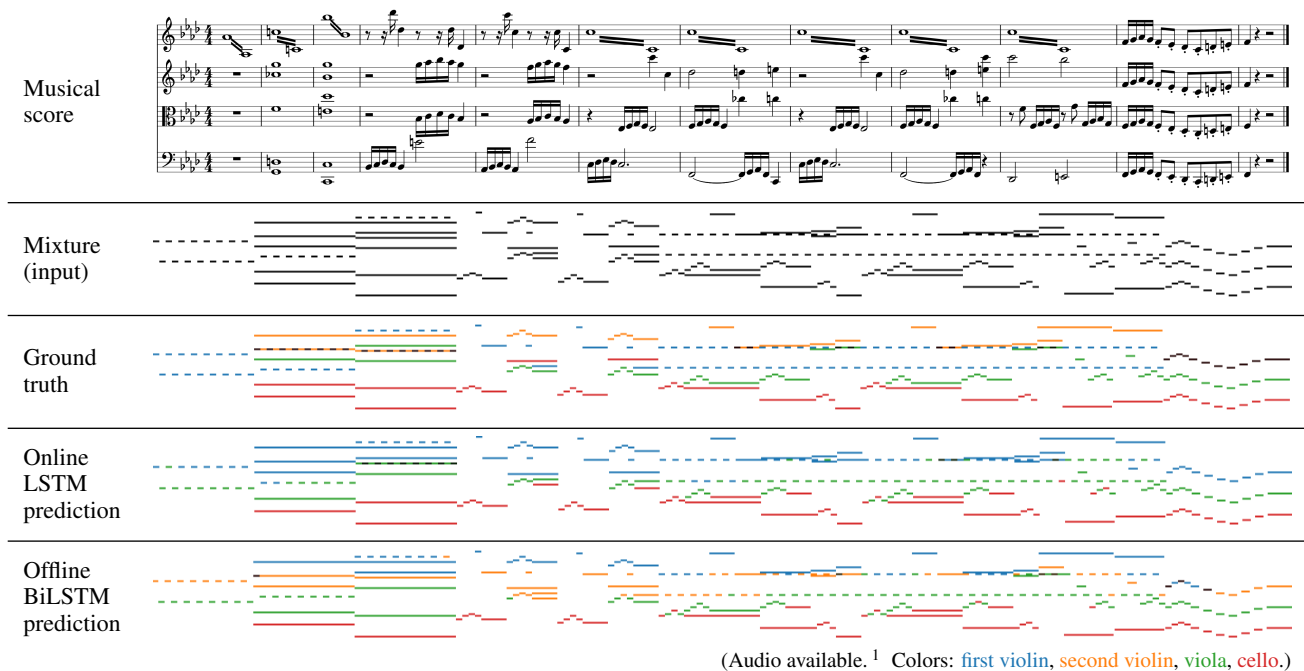 Musical
score
Mixture
(input)
Ground
truth
Online
LSTM
prediction
Offline
BiLSTM
prediction
(Audio available. 1 Colors: first violin, second violin, viola, cello.)